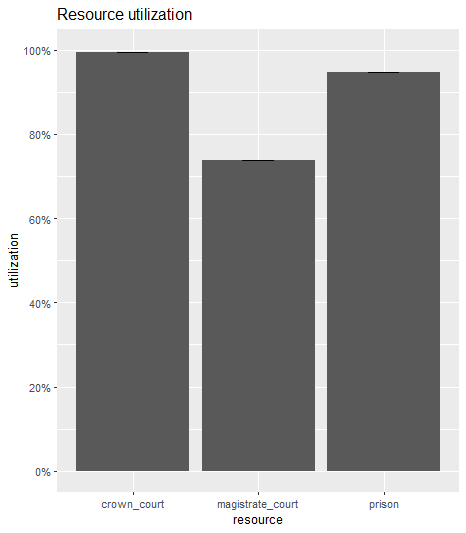 Resource utilization
utilization
100%
80%
60%
40%
20%
0%
crown_court magistrate_court prison
resource